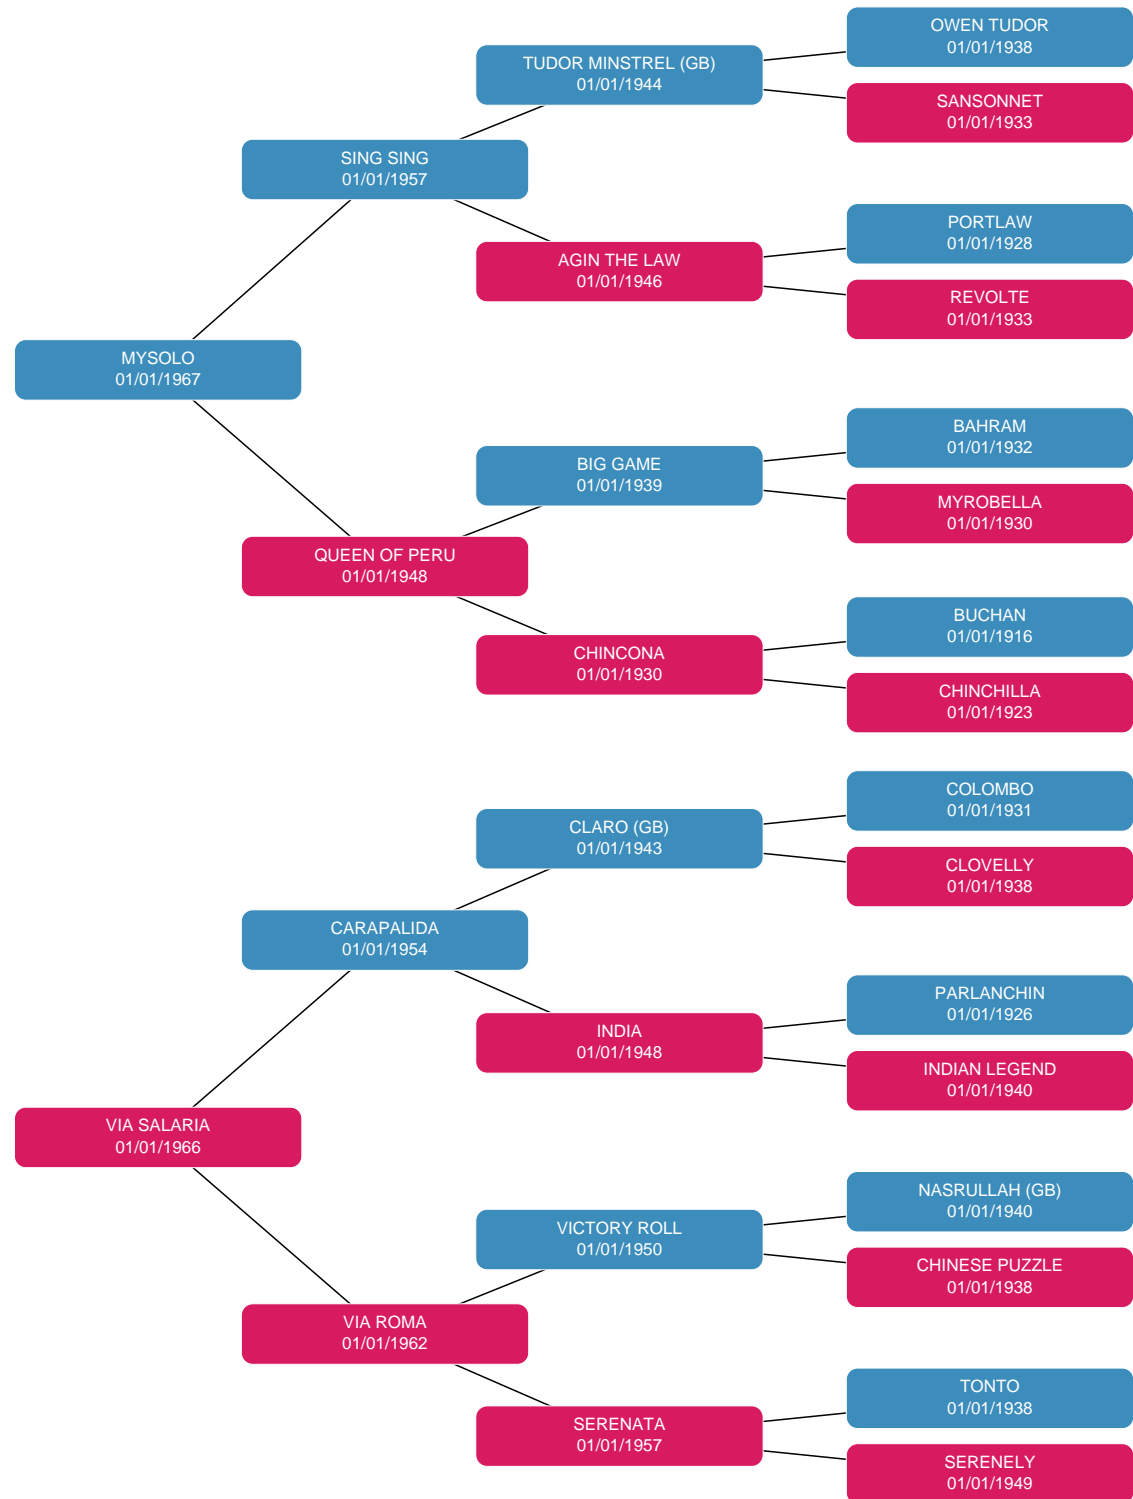 OWEN TUDOR
01/01/1938
TUDOR MINSTREL (GB)
01/01/1944
SANSONNET
01/01/1933
SING SING
01/01/1957
PORTLAW
01/01/1928
AGIN THE LAW
01/01/1946
REVOLTE
01/01/1933
MYSOLO
01/01/1967
BAHRAM
01/01/1932
BIG GAME
01/01/1939
MYROBELLA
01/01/1930
QUEEN OF PERU
01/01/1948
BUCHAN
01/01/1916
CHINCONA
01/01/1930
CHINCHILLA
01/01/1923
COLOMBO
01/01/1931
CLARO (GB)
01/01/1943
CLOVELLY
01/01/1938
CARAPALIDA
01/01/1954
PARLANCHIN
01/01/1926
INDIA
01/01/1948
INDIAN LEGEND
01/01/1940
VIA SALARIA
01/01/1966
NASRULLAH (GB)
01/01/1940
VICTORY ROLL
01/01/1950
CHINESE PUZZLE
01/01/1938
VIA ROMA
01/01/1962
TONTO
01/01/1938
SERENATA
01/01/1957
SERENELY
01/01/1949